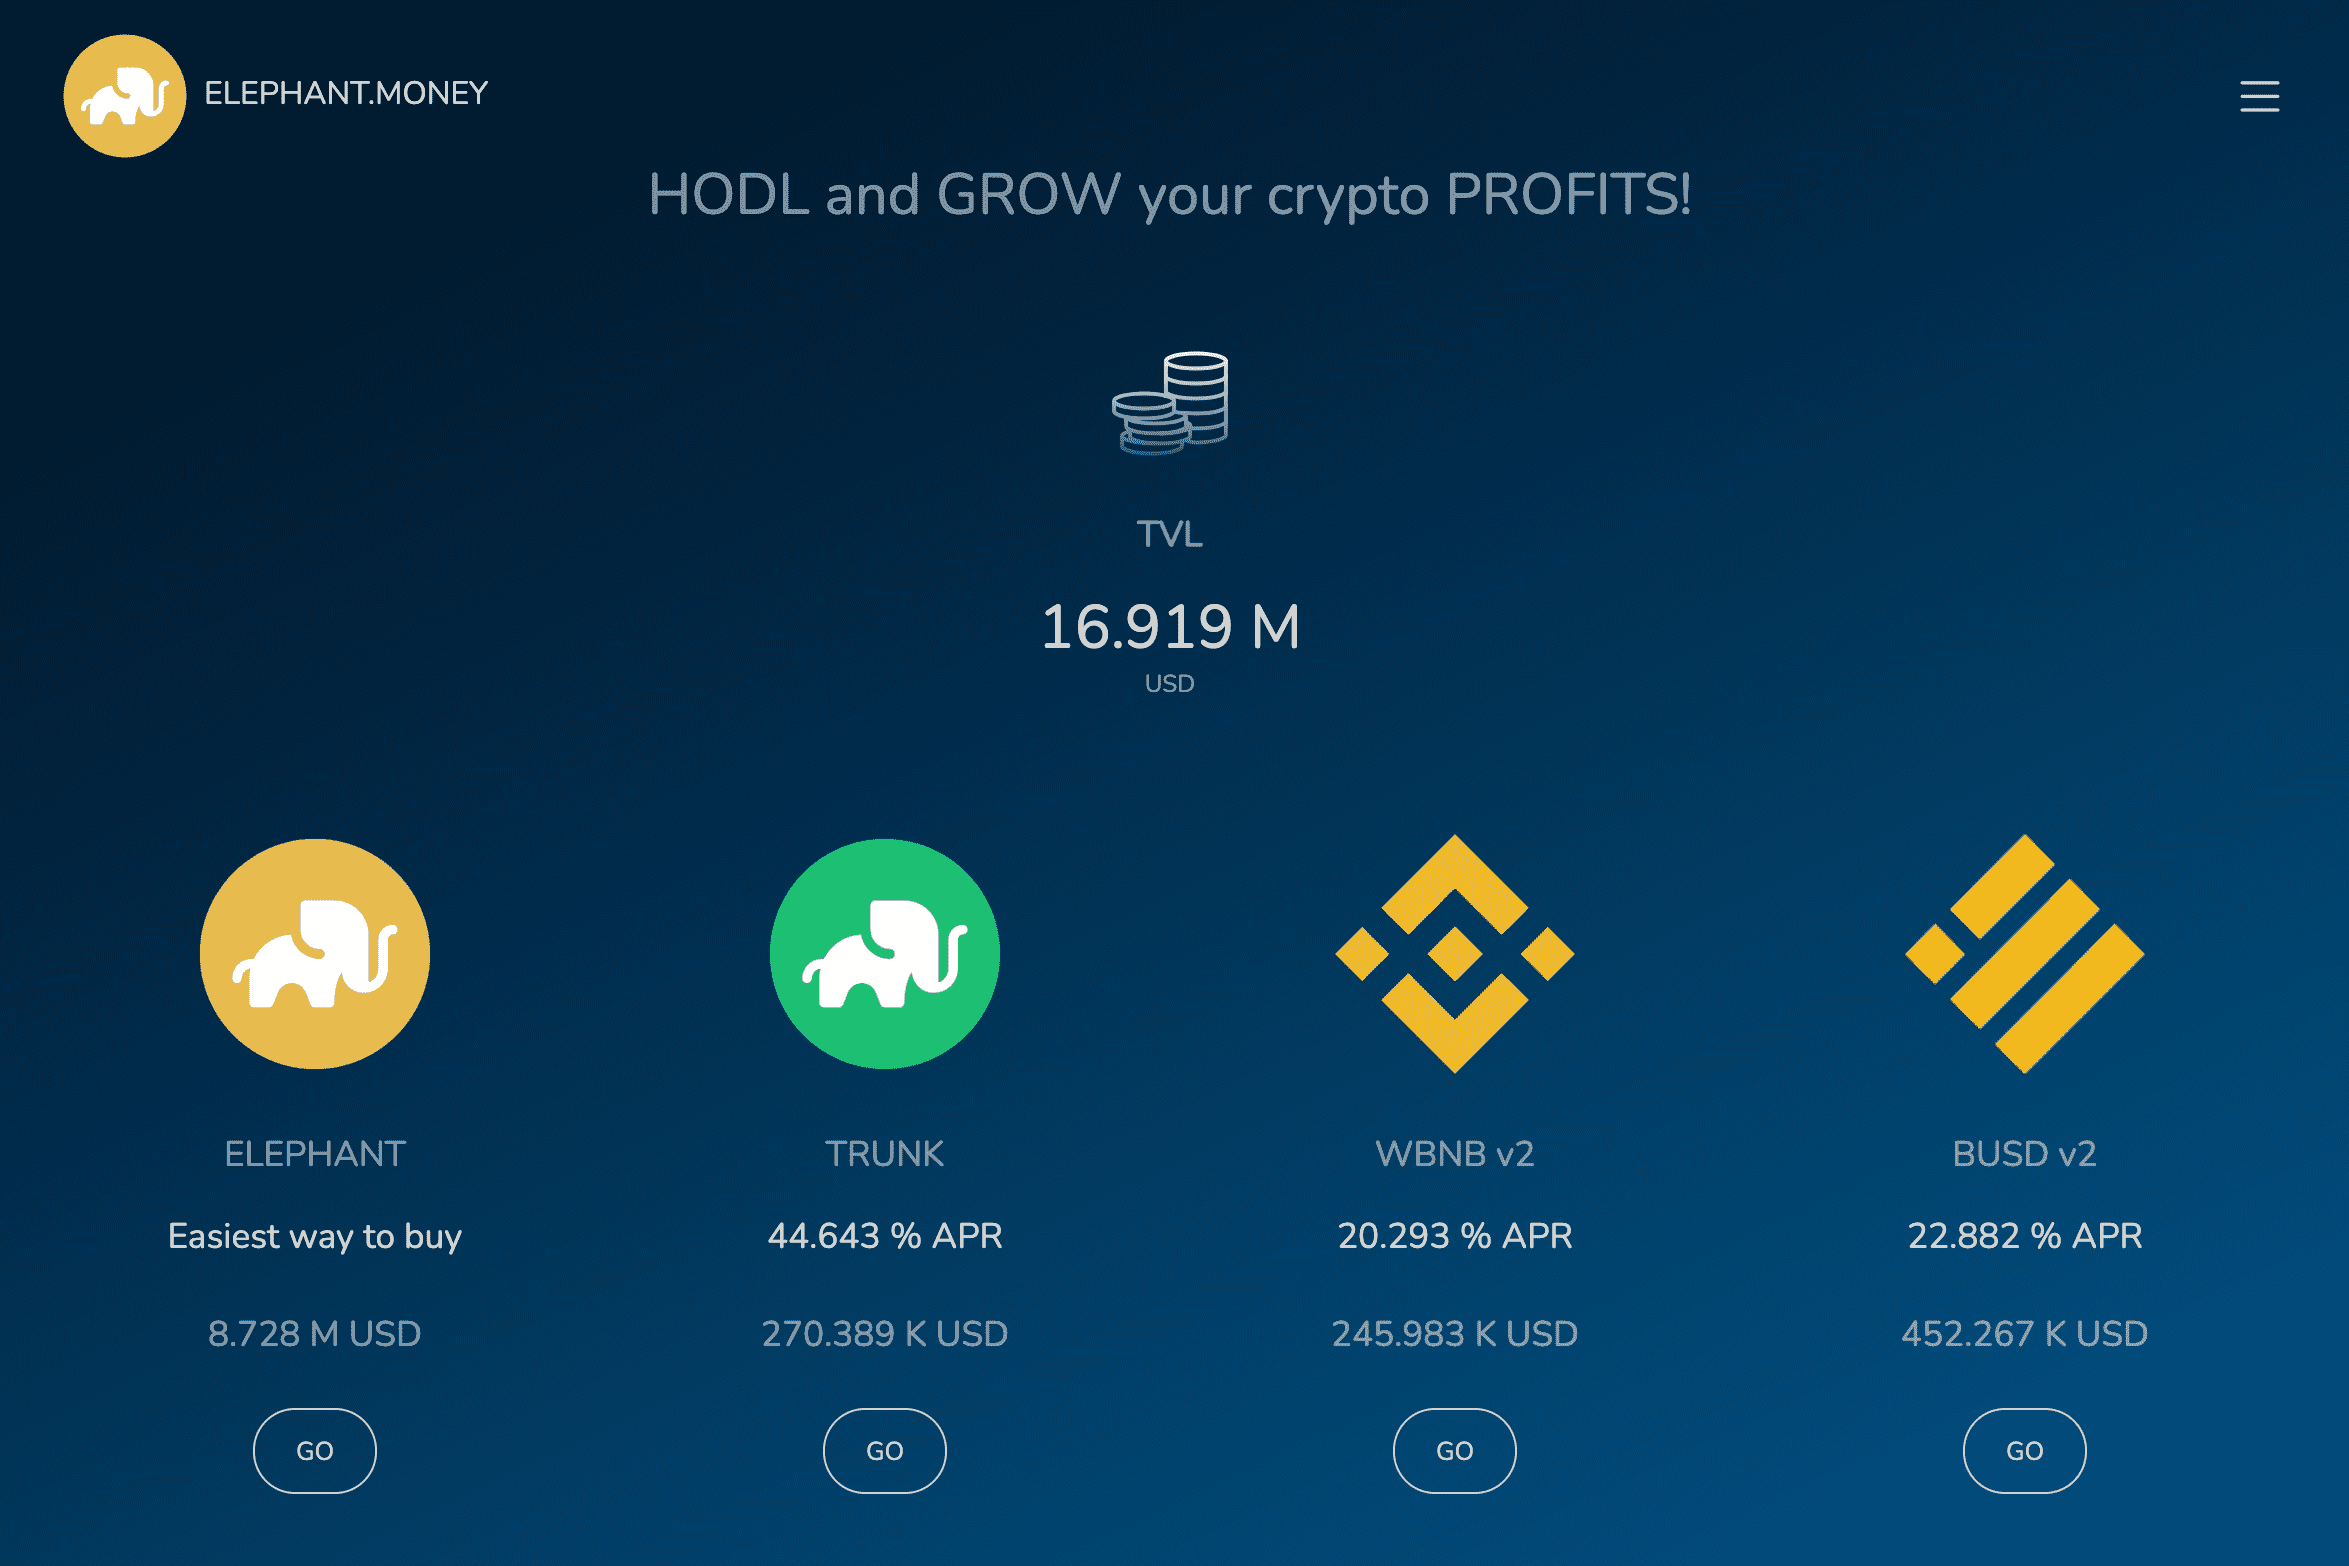 ELEPHANT.MONEY
HODL and GROW your crypto PROFITS!
TVL
16.919 M
USD
ELEPHANT
Easiest way to buy
8.728 M USD
GO
TRUNK
44.643 % APR
270.389 K USD
GO
WBNB v2
20.293 % APR
245.983 K USD
GO
BUSD v2
22.882 % APR
452.267 K USD
GO